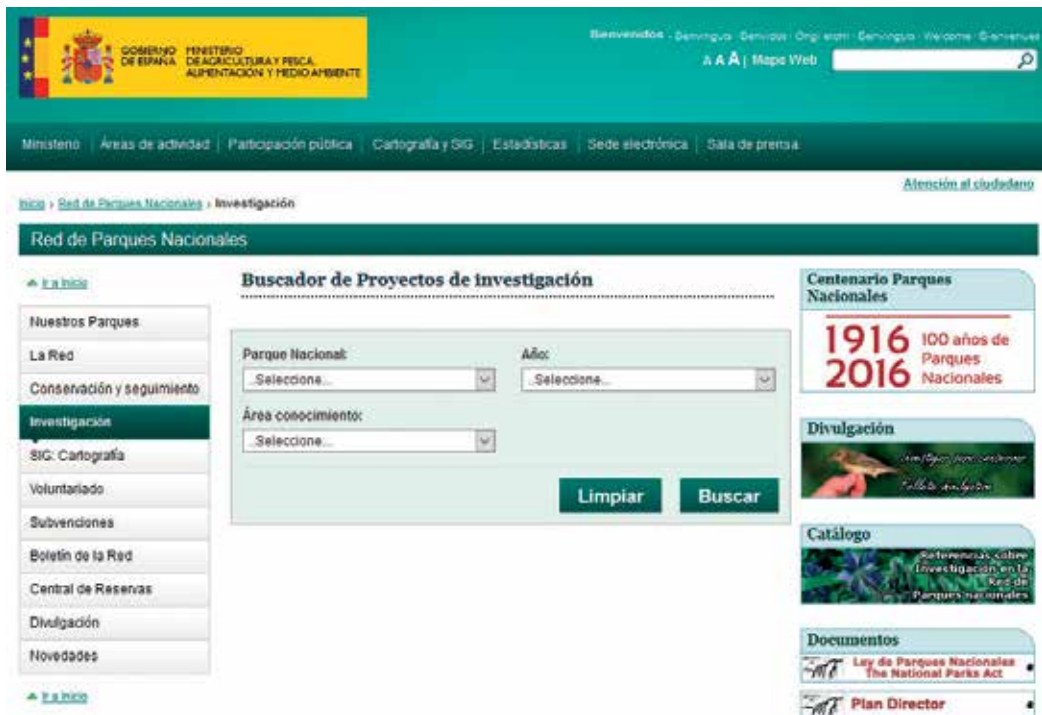 GOBIERNO DE ESPAÑA
MINISTERIO DE AGRICULTURA Y PESCA, ALIMENTACIÓN Y MEDIO AMBIENTE
Bienvenidos · Benvinguts · Welcome
A A A | Mapa Web
Ministerio | Áreas de actividad | Participación pública | Cartografía y SIG | Estadísticas | Sede electrónica | Sala de prensa
Atención al ciudadano
Inicio › Red de Parques Nacionales › Investigación
Red de Parques Nacionales
Ir a Inicio
Nuestros Parques
La Red
Conservación y seguimiento
Investigación
SIG: Cartografía
Voluntariado
Subvenciones
Boletín de la Red
Central de Reservas
Divulgación
Novedades
Ir a Inicio
Buscador de Proyectos de investigación
Parque Nacional: Año:
..Seleccione... ..Seleccione...
Área conocimiento:
..Seleccione...
Limpiar Buscar
Centenario Parques
Nacionales
1916 2016
100 años de
Parques
Nacionales
Divulgación
Catálogo
Referencias sobre
Investigación en la
Red de
Parques nacionales
Documentos
Ley de Parques Nacionales
The National Parks Act
Plan Director